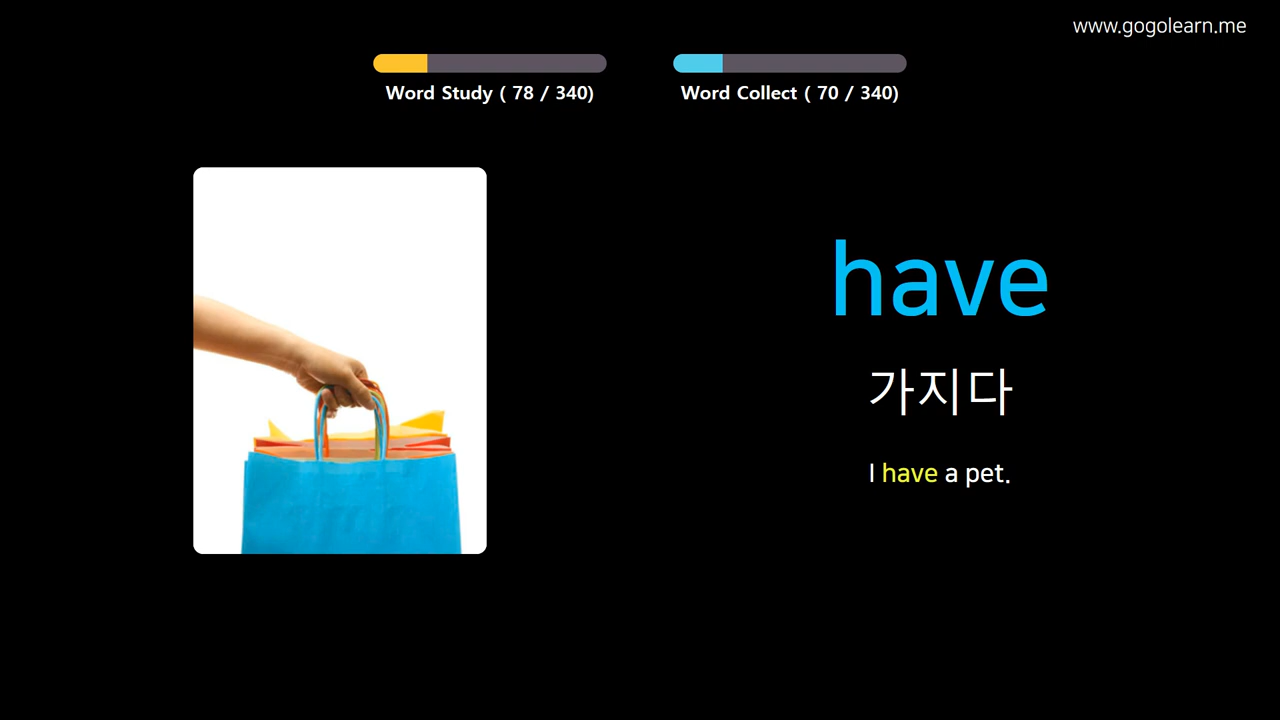 www.gogolearn.me
Word Study ( 78 / 340)
Word Collect ( 70 / 340)
have
가지다
I have a pet.